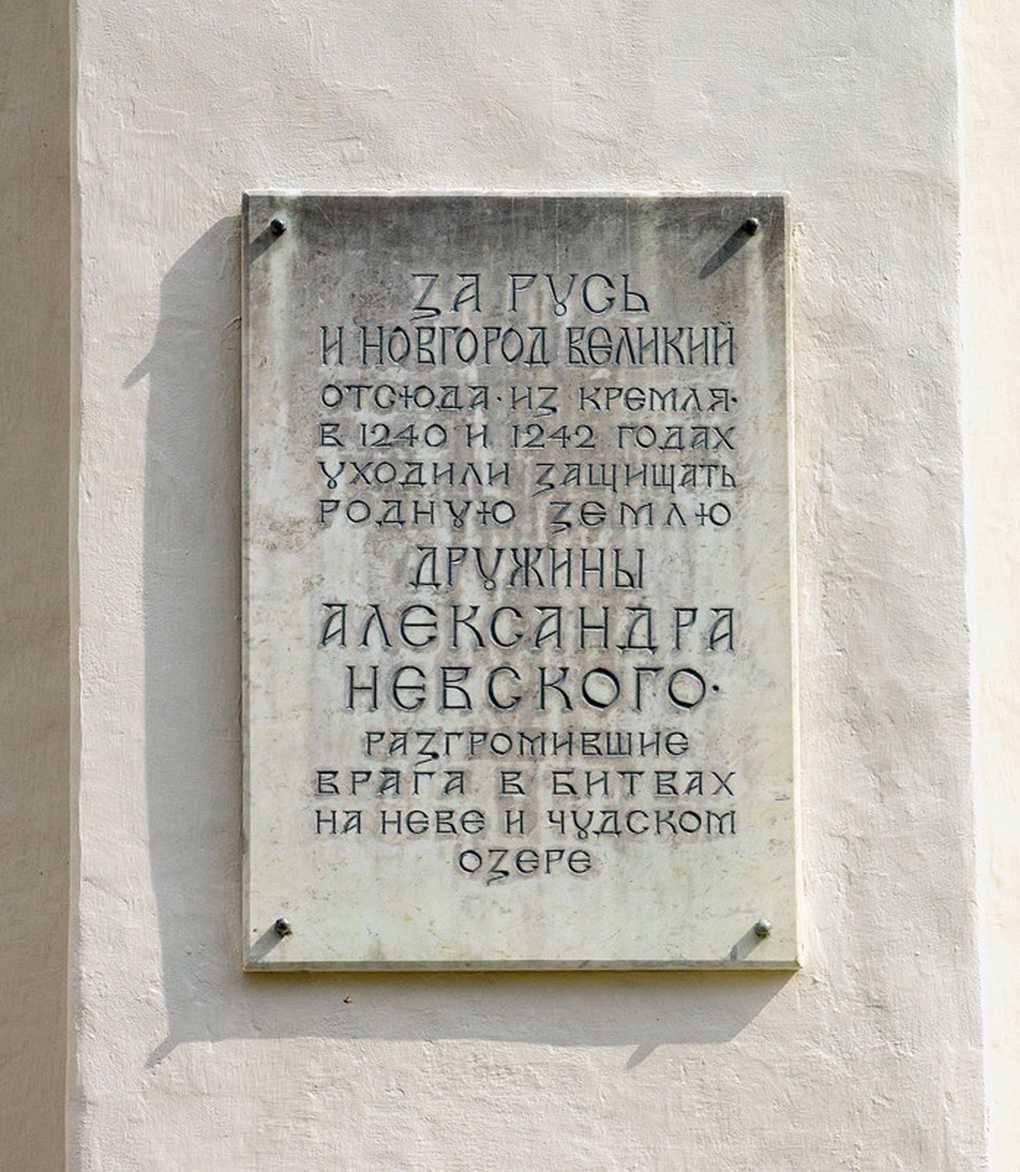 ЗА РУСЬ
И НОВГОРОД ВЕЛИКИЙ
ОТСЮДА· ИЗ КРЕМЛЯ·
В 1240 И 1242 ГОДАХ
УХОДИЛИ ЗАЩИЩАТЬ
РОДНУЮ ЗЕМЛЮ
ДРУЖИНЫ
АЛЕКСАНДРА
НЕВСКОГО·
РАЗГРОМИВШИЕ
ВРАГА В БИТВАХ
НА НЕВЕ И ЧУДСКОМ
ОЗЕРЕ